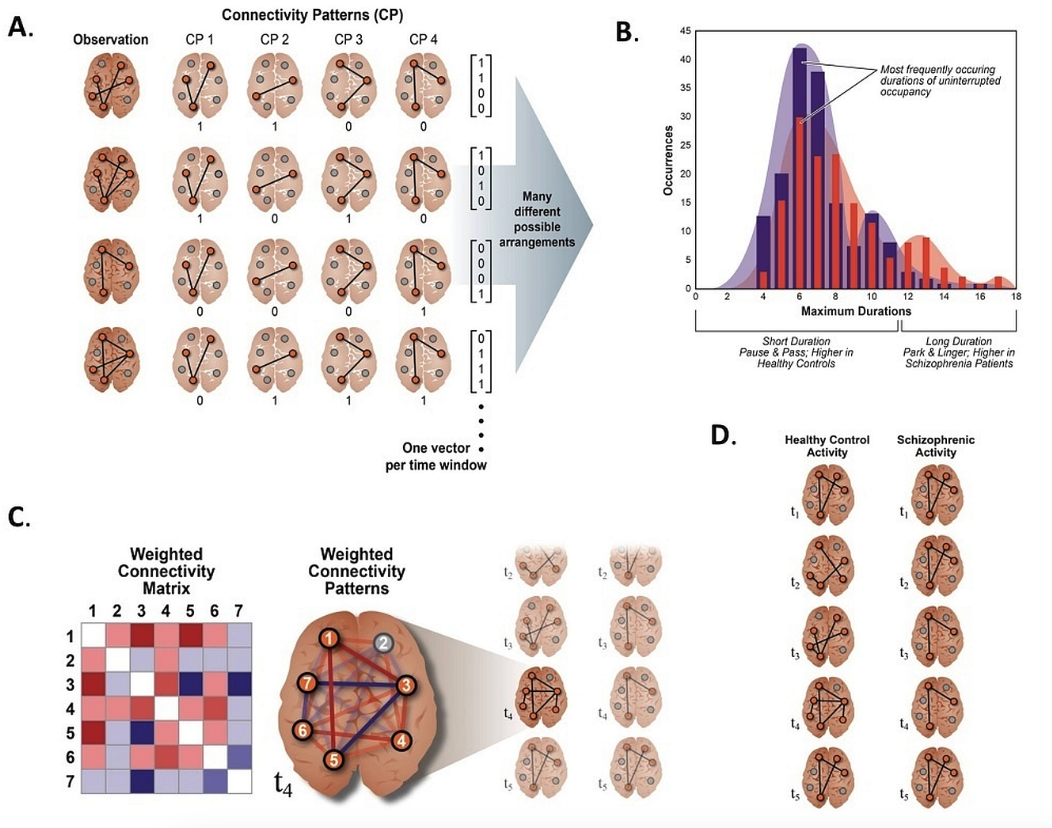 A.
Connectivity Patterns (CP)
Observation
CP 1
CP 2
CP 3
CP 4
1
1
0
0
1
1
0
0
1
0
1
0
1
0
1
0
0
0
0
1
0
0
0
1
0
1
1
1
0
1
1
1
Many
different
possible
arrangements
One vector
per time window
B.
Occurrences
45
40
35
30
25
20
15
10
5
0
Most frequently occuring
durations of uninterrupted
occupancy
0
2
4
6
8
10
12
14
16
18
Maximum Durations
Short Duration
Pause & Pass; Higher in
Healthy Controls
Long Duration
Park & Linger; Higher in
Schizophrenia Patients
C.
Weighted
Connectivity
Matrix
1 2 3 4 5 6 7
1
2
3
4
5
6
7
Weighted
Connectivity
Patterns
1
2
7
3
6
4
5
t4
t2
t2
t3
t3
t4
t4
t5
t5
D.
Healthy Control
Activity
Schizophrenic
Activity
t1
t1
t2
t2
t3
t3
t4
t4
t5
t5